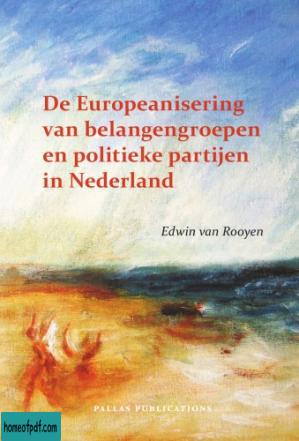 De Europeanisering
van belangengroepen
en politieke partijen
in Nederland
Edwin van Rooyen
PALLAS PUBLICATIONS
homeofpdf.com